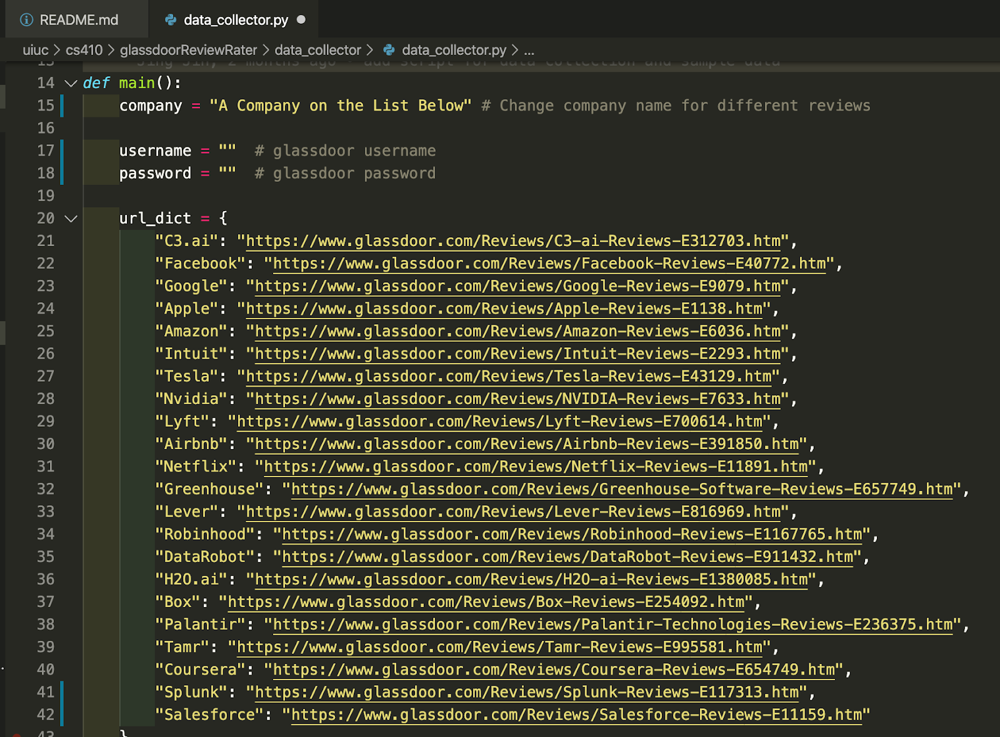 README.md
data_collector.py
uiuc > cs410 > glassdoorReviewRater > data_collector > data_collector.py > ...
Jing Jin, 2 months ago • add script for data collection and sample data
14 def main():
15 company = "A Company on the List Below" # Change company name for different reviews
16
17 username = "" # glassdoor username
18 password = "" # glassdoor password
19
20 url_dict = {
21 "C3.ai": "https://www.glassdoor.com/Reviews/C3-ai-Reviews-E312703.htm",
22 "Facebook": "https://www.glassdoor.com/Reviews/Facebook-Reviews-E40772.htm",
23 "Google": "https://www.glassdoor.com/Reviews/Google-Reviews-E9079.htm",
24 "Apple": "https://www.glassdoor.com/Reviews/Apple-Reviews-E1138.htm",
25 "Amazon": "https://www.glassdoor.com/Reviews/Amazon-Reviews-E6036.htm",
26 "Intuit": "https://www.glassdoor.com/Reviews/Intuit-Reviews-E2293.htm",
27 "Tesla": "https://www.glassdoor.com/Reviews/Tesla-Reviews-E43129.htm",
28 "Nvidia": "https://www.glassdoor.com/Reviews/NVIDIA-Reviews-E7633.htm",
29 "Lyft": "https://www.glassdoor.com/Reviews/Lyft-Reviews-E700614.htm",
30 "Airbnb": "https://www.glassdoor.com/Reviews/Airbnb-Reviews-E391850.htm",
31 "Netflix": "https://www.glassdoor.com/Reviews/Netflix-Reviews-E11891.htm",
32 "Greenhouse": "https://www.glassdoor.com/Reviews/Greenhouse-Software-Reviews-E657749.htm",
33 "Lever": "https://www.glassdoor.com/Reviews/Lever-Reviews-E816969.htm",
34 "Robinhood": "https://www.glassdoor.com/Reviews/Robinhood-Reviews-E1167765.htm",
35 "DataRobot": "https://www.glassdoor.com/Reviews/DataRobot-Reviews-E911432.htm",
36 "H2O.ai": "https://www.glassdoor.com/Reviews/H2O-ai-Reviews-E1380085.htm",
37 "Box": "https://www.glassdoor.com/Reviews/Box-Reviews-E254092.htm",
38 "Palantir": "https://www.glassdoor.com/Reviews/Palantir-Technologies-Reviews-E236375.htm",
39 "Tamr": "https://www.glassdoor.com/Reviews/Tamr-Reviews-E995581.htm",
40 "Coursera": "https://www.glassdoor.com/Reviews/Coursera-Reviews-E654749.htm",
41 "Splunk": "https://www.glassdoor.com/Reviews/Splunk-Reviews-E117313.htm",
42 "Salesforce": "https://www.glassdoor.com/Reviews/Salesforce-Reviews-E11159.htm"
43 }